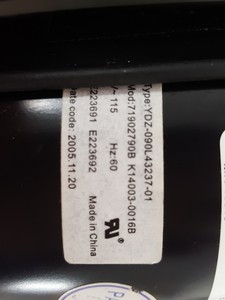 Type:YDZ-090L43237-01
Mod:71902790B K14003-0016B
V~115 Hz:60
E223691 E223692
Date code: 2005.11.20
Made in China